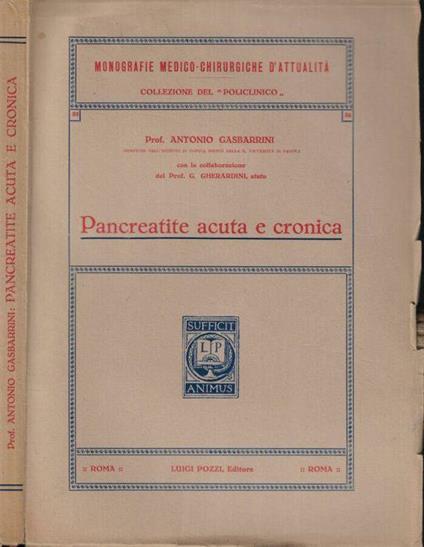 Prof. ANTONIO GASBARRINI: PANCREATITE ACUTA E CRONICA
MONOGRAFIE MEDICO-CHIRURGICHE D'ATTUALITÀ
COLLEZIONE DEL "POLICLINICO„
Prof. ANTONIO GASBARRINI
con la collaborazione
del Prof. G. GHERARDINI, aiuto
Pancreatite acuta e cronica
SUFFICIT
L P
ANIMUS
:: ROMA ::
LUIGI POZZI, Editore
:: ROMA ::